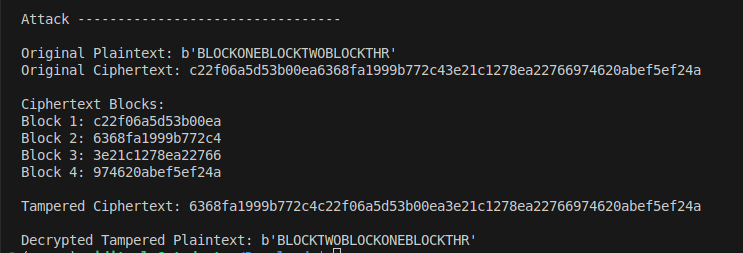 Attack ----------------------------------
Original Plaintext: b'BLOCKONEBLOCKTWOBLOCKTHR'
Original Ciphertext: c22f06a5d53b00ea6368fa1999b772c43e21c1278ea22766974620abef5ef24a
Ciphertext Blocks:
Block 1: c22f06a5d53b00ea
Block 2: 6368fa1999b772c4
Block 3: 3e21c1278ea22766
Block 4: 974620abef5ef24a
Tampered Ciphertext: 6368fa1999b772c4c22f06a5d53b00ea3e21c1278ea22766974620abef5ef24a
Decrypted Tampered Plaintext: b'BLOCKTWOBLOCKONEBLOCKTHR'